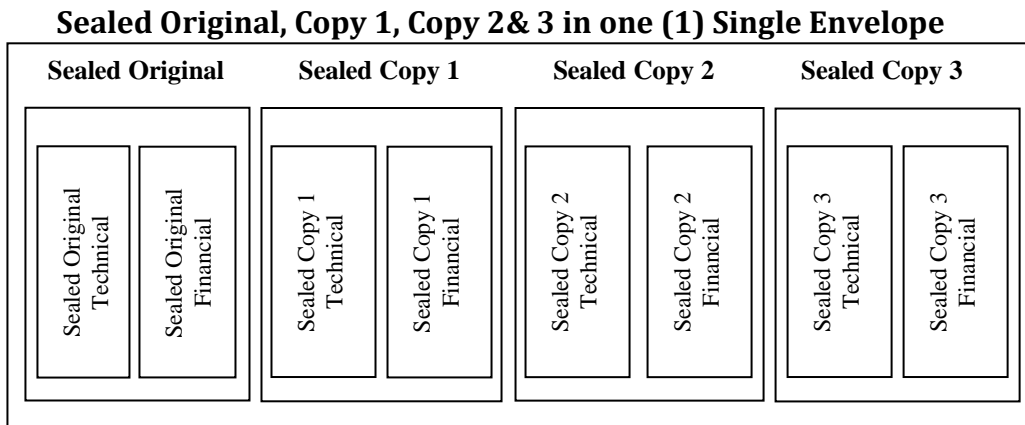 Sealed Original, Copy 1, Copy 2& 3 in one (1) Single Envelope
Sealed Original
Sealed Copy 1
Sealed Copy 2
Sealed Copy 3
Sealed Original
Technical
Sealed Original
Financial
Sealed Copy 1
Technical
Sealed Copy 1
Financial
Sealed Copy 2
Technical
Sealed Copy 2
Financial
Sealed Copy 3
Technical
Sealed Copy 3
Financial